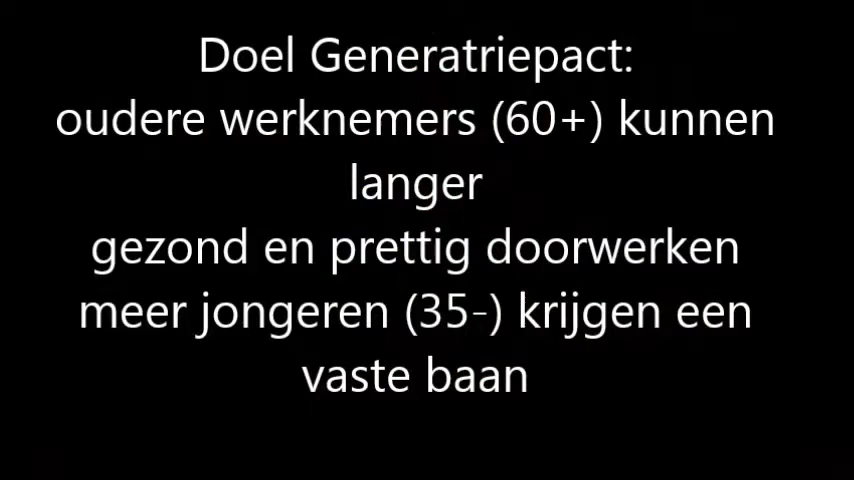 Doel Generatriepact:
oudere werknemers (60+) kunnen
langer
gezond en prettig doorwerken
meer jongeren (35-) krijgen een
vaste baan